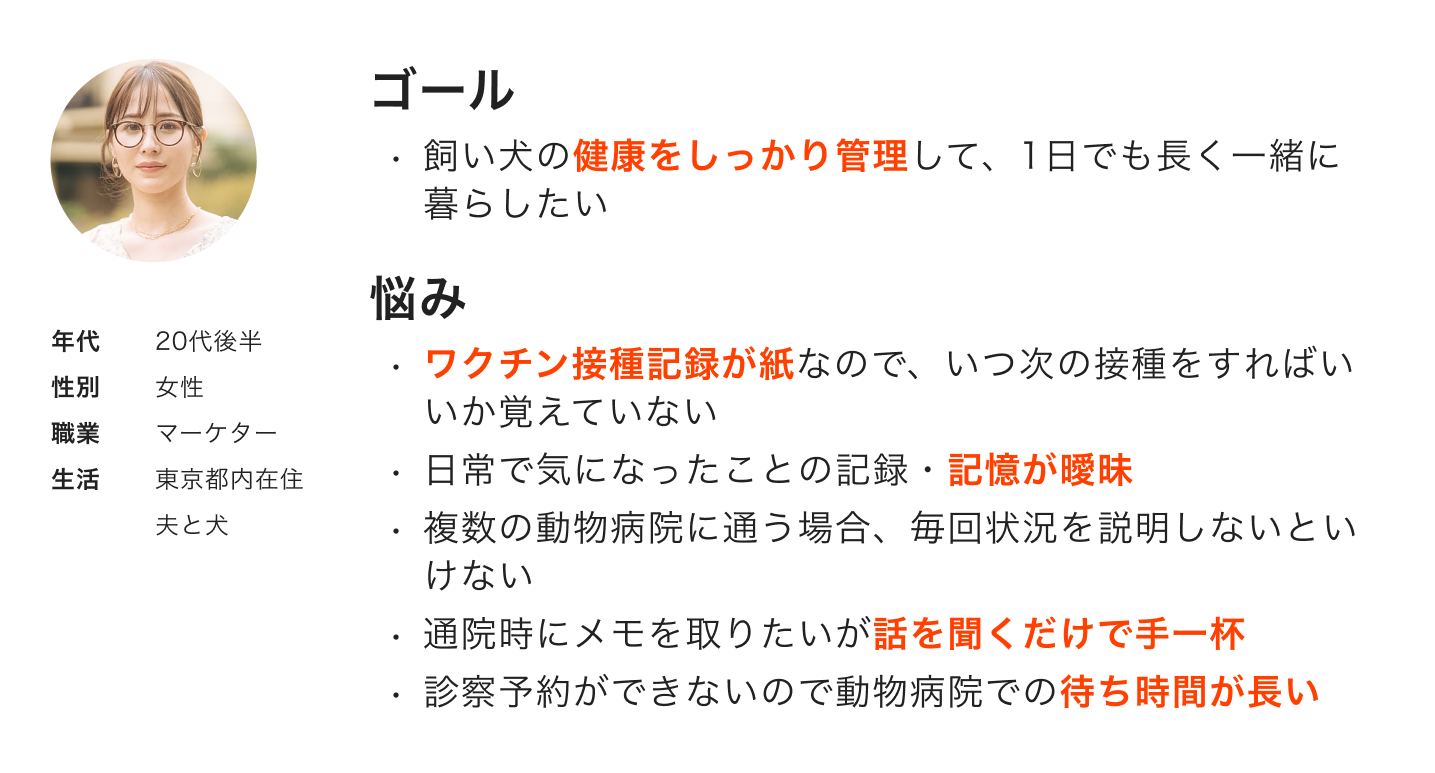 年代 20代後半
性別 女性
職業 マーケター
生活 東京都内在住
夫と犬
ゴール
・飼い犬の健康をしっかり管理して、1日でも長く一緒に
暮らしたい
悩み
・ワクチン接種記録が紙なので、いつ次の接種をすればい
いか覚えていない
・日常で気になったことの記録・記憶が曖昧
・複数の動物病院に通う場合、毎回状況を説明しないとい
けない
・通院時にメモを取りたいが話を聞くだけで手一杯
・診察予約ができないので動物病院での待ち時間が長い